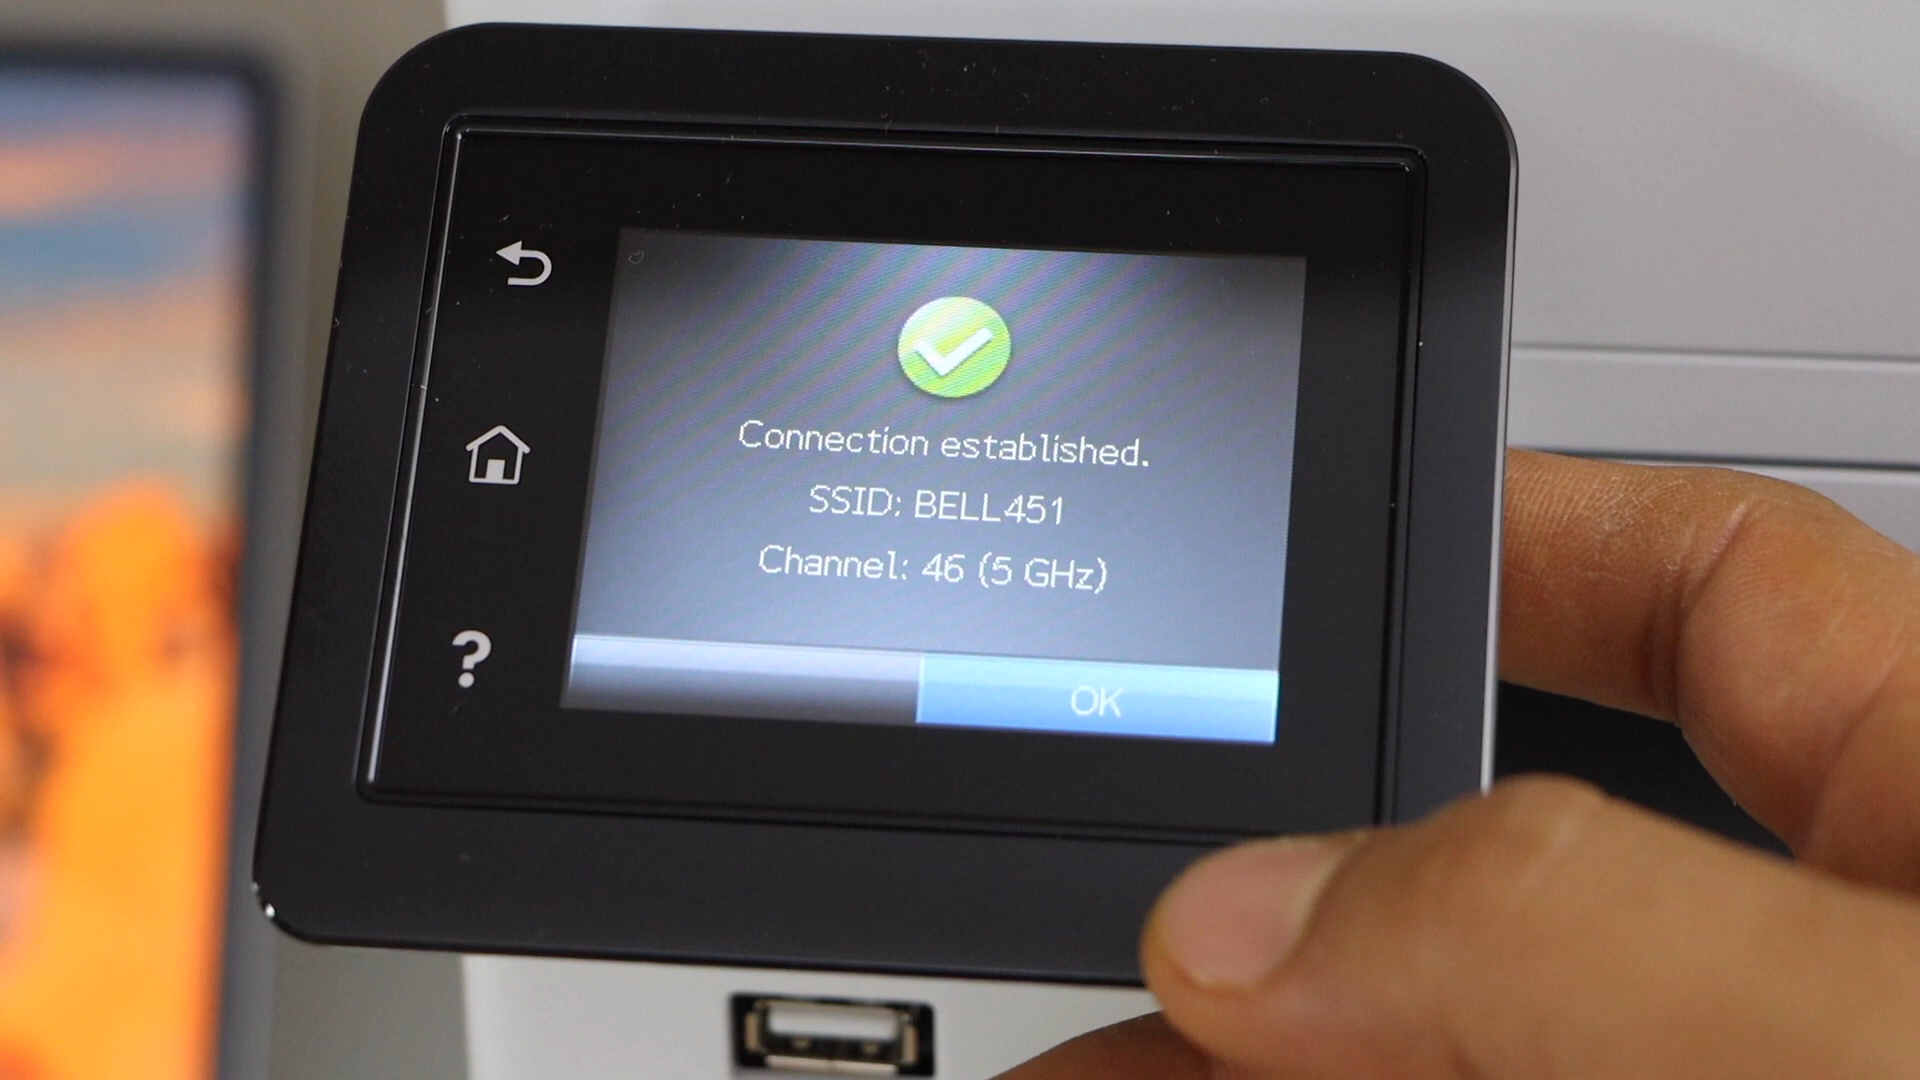 Connection established.
SSID: BELL451
Channel: 46 (5 GHz)
OK
?